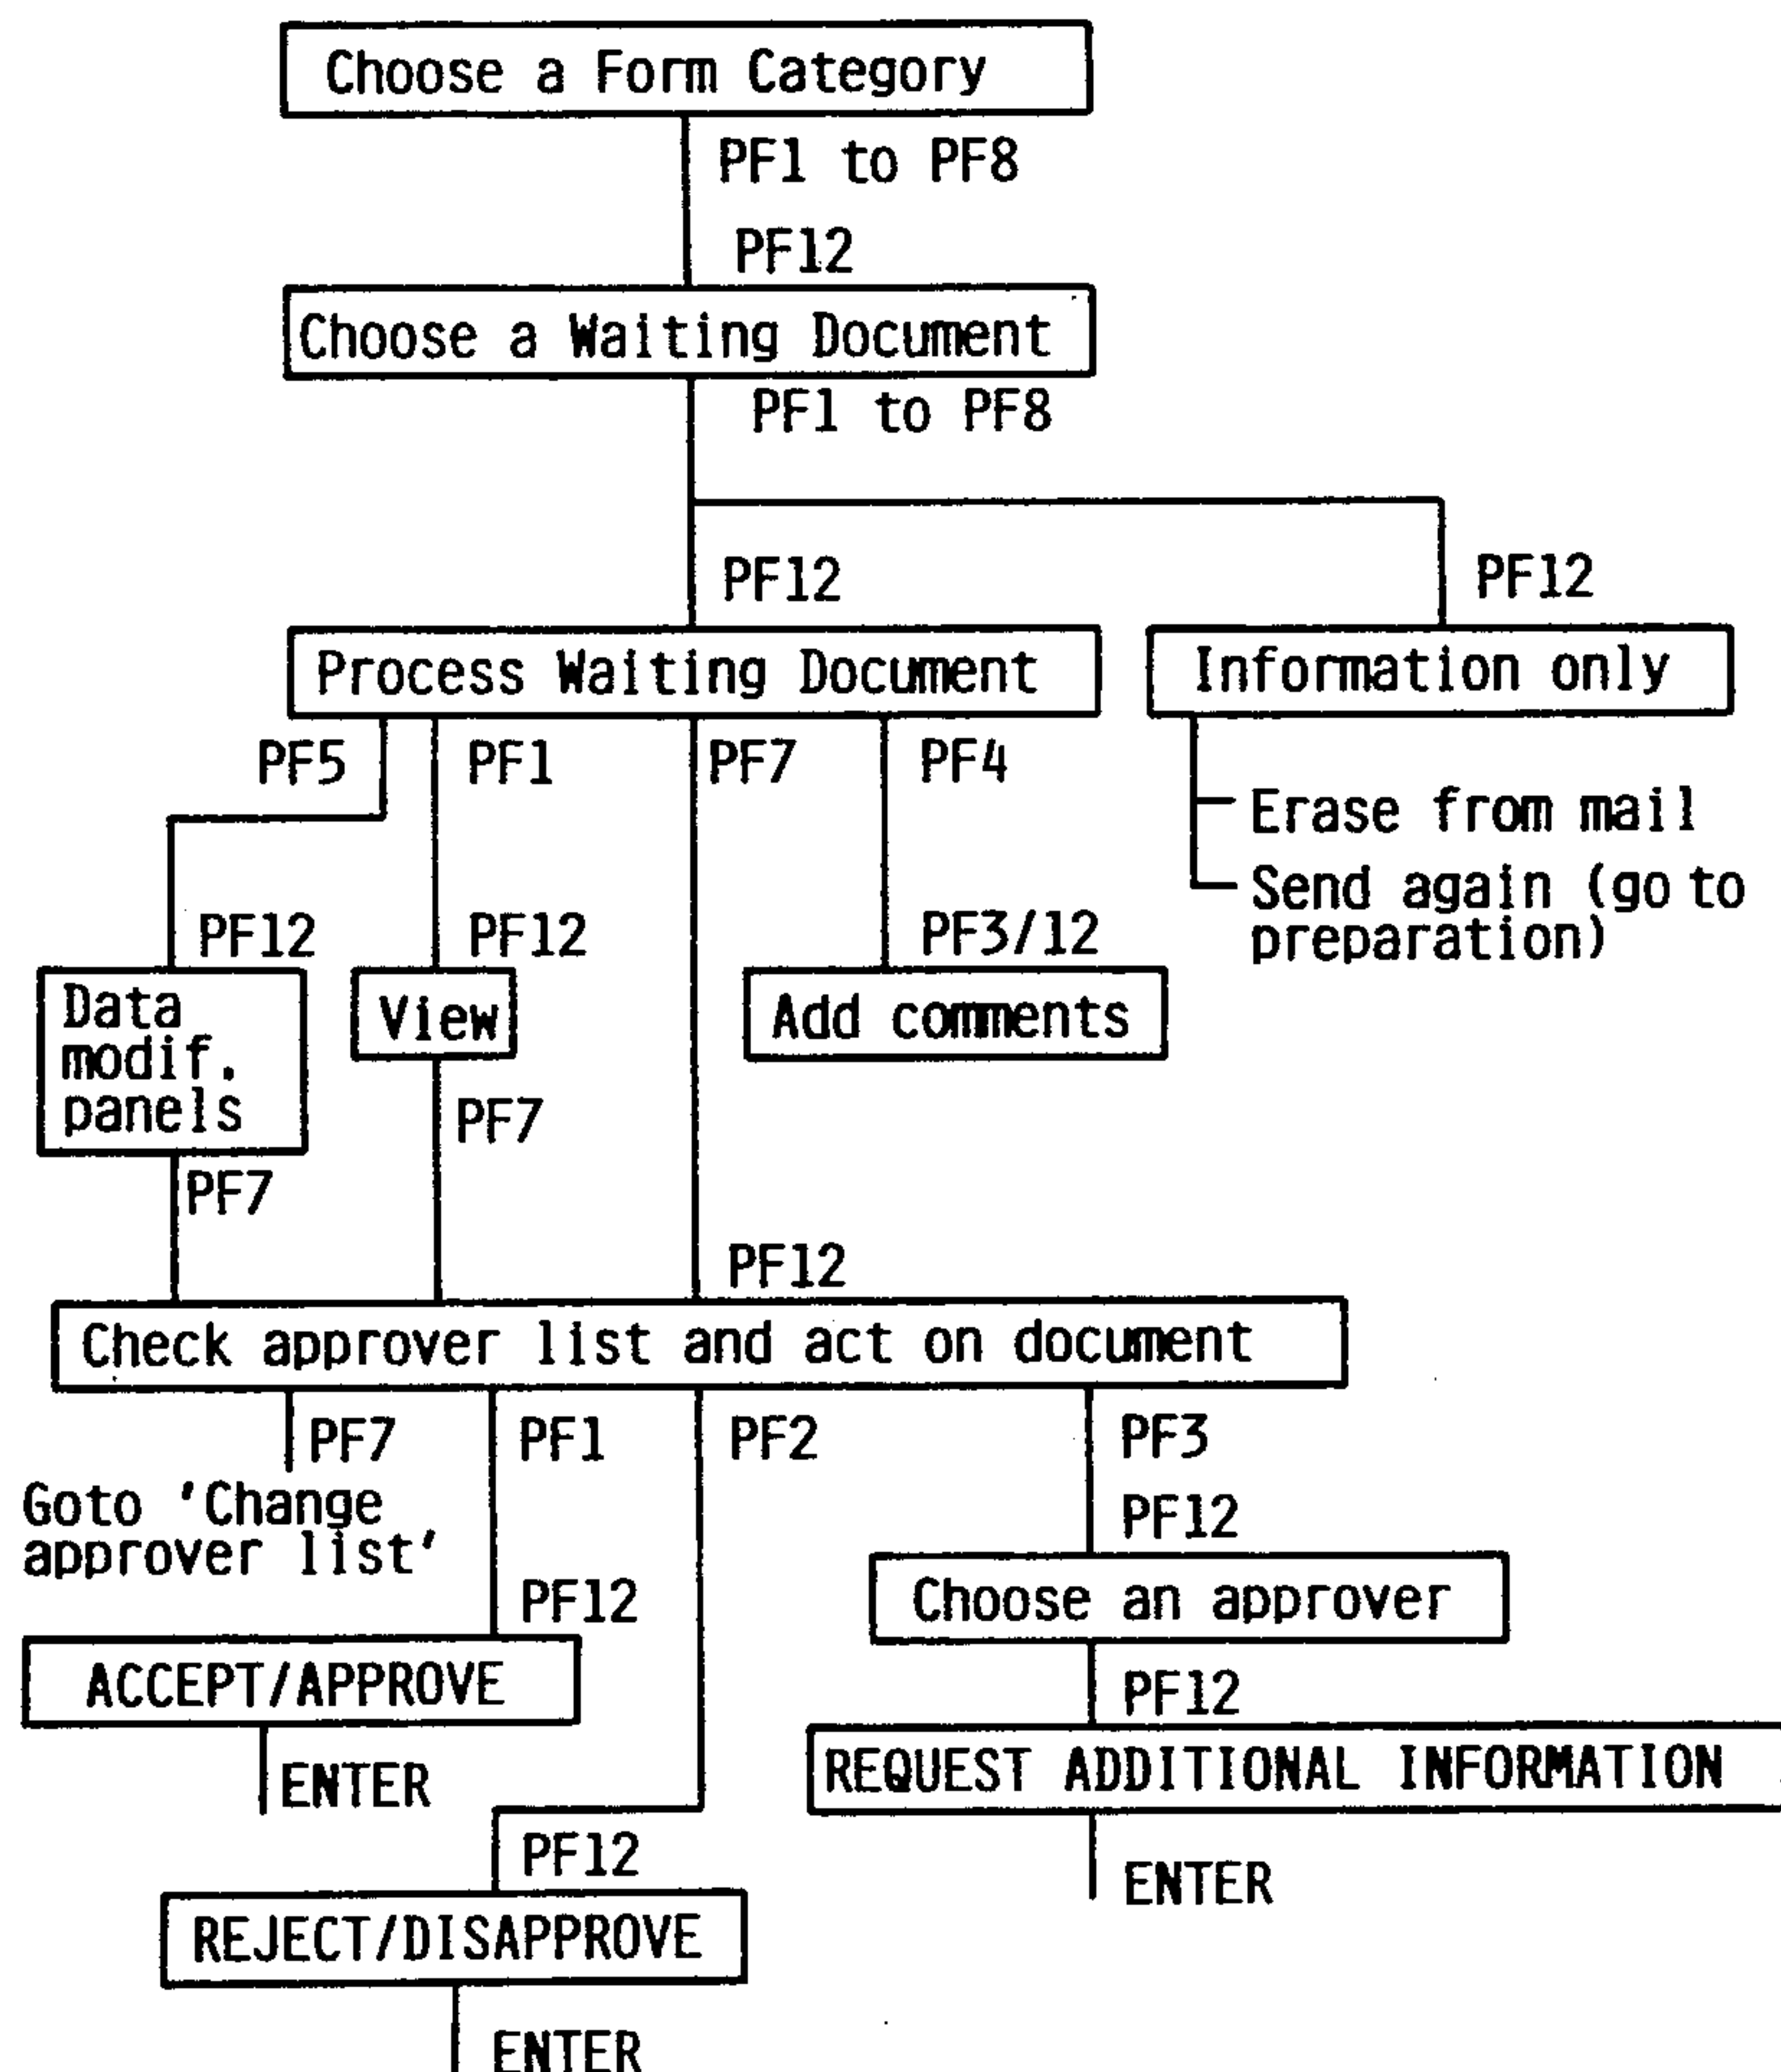 Choose a Form Category
PF1 to PF8
PF12
Choose a Waiting Document
PF1 to PF8
PF12
PF12
Process Waiting Document
Information only
PF5
PF1
PF7
PF4
Erase from mail
Send again (go to
preparation)
PF12
PF12
PF3/12
Data
modif.
panels
View
Add comments
PF7
PF7
PF12
Check approver list and act on document
PF7
PF1
PF2
PF3
Goto 'Change
approver list'
PF12
PF12
Choose an approver
ACCEPT/APPROVE
PF12
REQUEST ADDITIONAL INFORMATION
ENTER
PF12
ENTER
REJECT/DISAPPROVE
ENTER